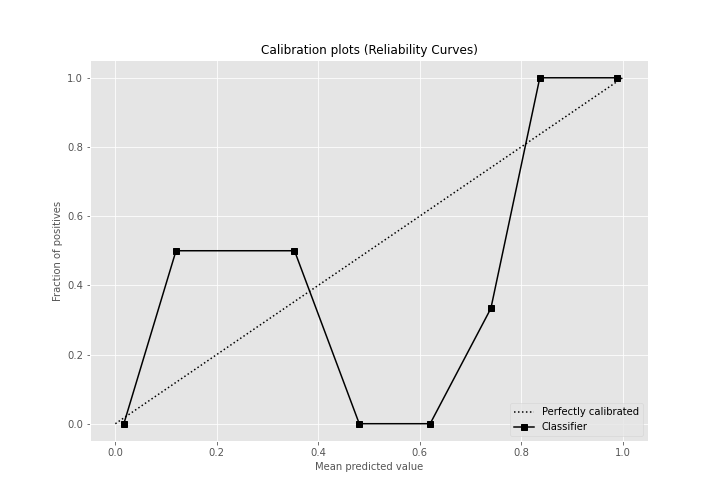 Calibration plots (Reliability Curves)
1.0
0.8
0.6
0.4
0.2
0.0
Fraction of positives
0.0 0.2 0.4 0.6 0.8 1.0
Mean predicted value
Perfectly calibrated
Classifier